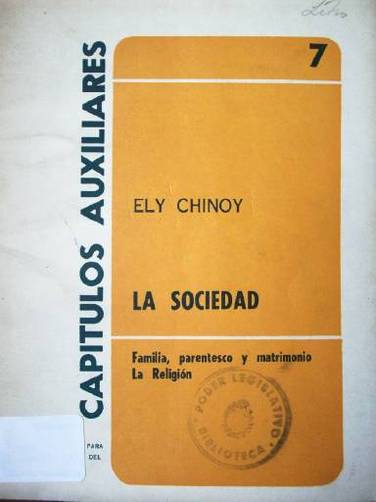 7
CAPITULOS AUXILIARES
ELY CHINOY
LA SOCIEDAD
Familia, parentesco y matrimonio
La Religión
PODER LEGISLATIVO
BIBLIOTECA
PARA
DEL